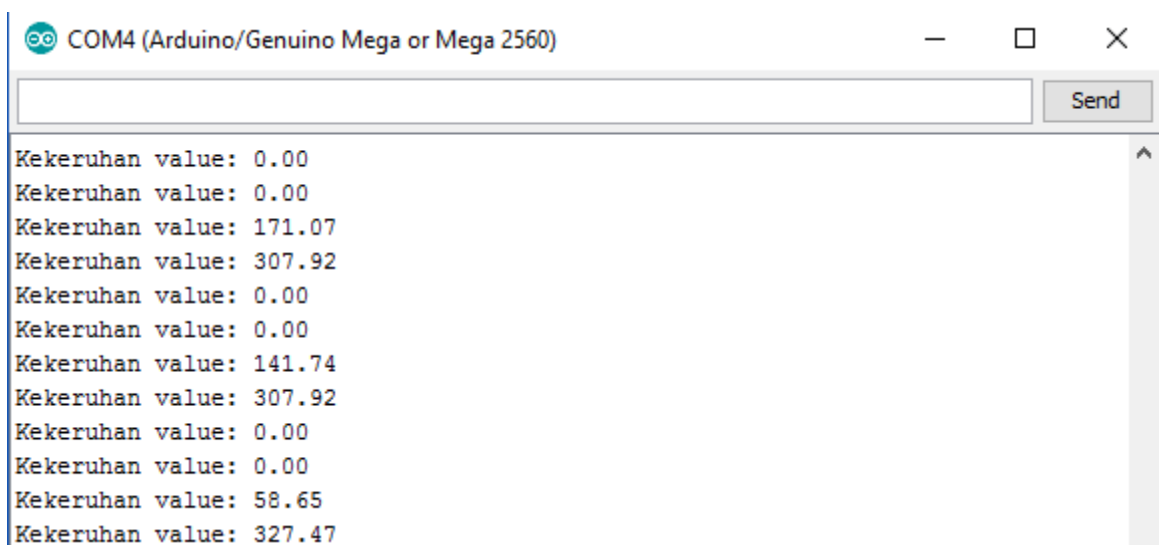 COM4 (Arduino/Genuino Mega or Mega 2560)
Send
Kekeruhan value: 0.00
Kekeruhan value: 0.00
Kekeruhan value: 171.07
Kekeruhan value: 307.92
Kekeruhan value: 0.00
Kekeruhan value: 0.00
Kekeruhan value: 141.74
Kekeruhan value: 307.92
Kekeruhan value: 0.00
Kekeruhan value: 0.00
Kekeruhan value: 58.65
Kekeruhan value: 327.47